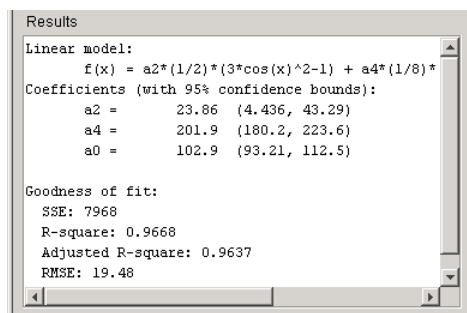 Results
Linear model:
f(x) = a2*(1/2)*(3*cos(x)^2-1) + a4*(1/8)*
Coefficients (with 95% confidence bounds):
a2 = 23.86 (4.436, 43.29)
a4 = 201.9 (180.2, 223.6)
a0 = 102.9 (93.21, 112.5)
Goodness of fit:
SSE: 7968
R-square: 0.9668
Adjusted R-square: 0.9637
RMSE: 19.48